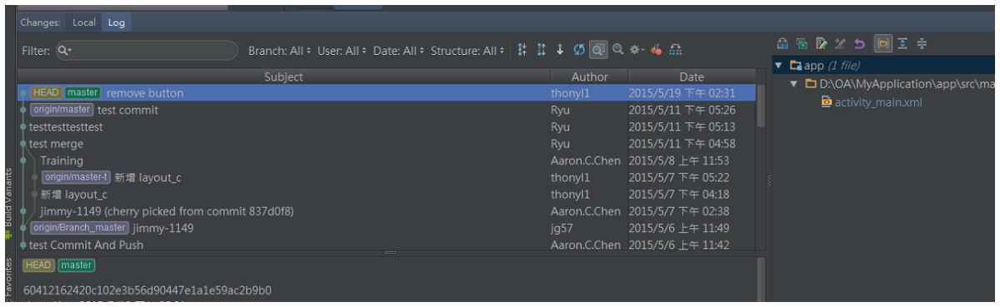 Changes: Local Log
Filter: Branch: All User: All Date: All Structure: All
Subject Author Date
HEAD master remove button thonyl1 2015/5/19 下午 02:31
origin/master test commit Ryu 2015/5/11 下午 05:26
testtesttesttest Ryu 2015/5/11 下午 05:13
test merge Ryu 2015/5/11 下午 04:58
Training Aaron.C.Chen 2015/5/8 上午 11:53
origin/master-t 新增 layout_c thonyl1 2015/5/7 下午 05:22
新增 layout_c thonyl1 2015/5/7 下午 04:18
jimmy-1149 (cherry picked from commit 837d0f8) Aaron.C.Chen 2015/5/7 下午 02:38
origin/Branch_master jimmy-1149 jg57 2015/5/6 上午 11:49
test Commit And Push Aaron.C.Chen 2015/5/6 上午 11:42
HEAD master
60412162420c102e3b56d90447e1a1e59ac2b9b0
app (1 file)
D:\OA\MyApplication\app\src\ma
activity_main.xml
Build Variants
Favorites